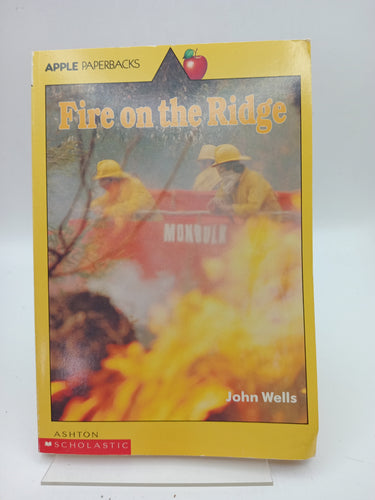 APPLE PAPERBACKS
Fire on the Ridge
MONBULK
John Wells
ASHTON
SCHOLASTIC